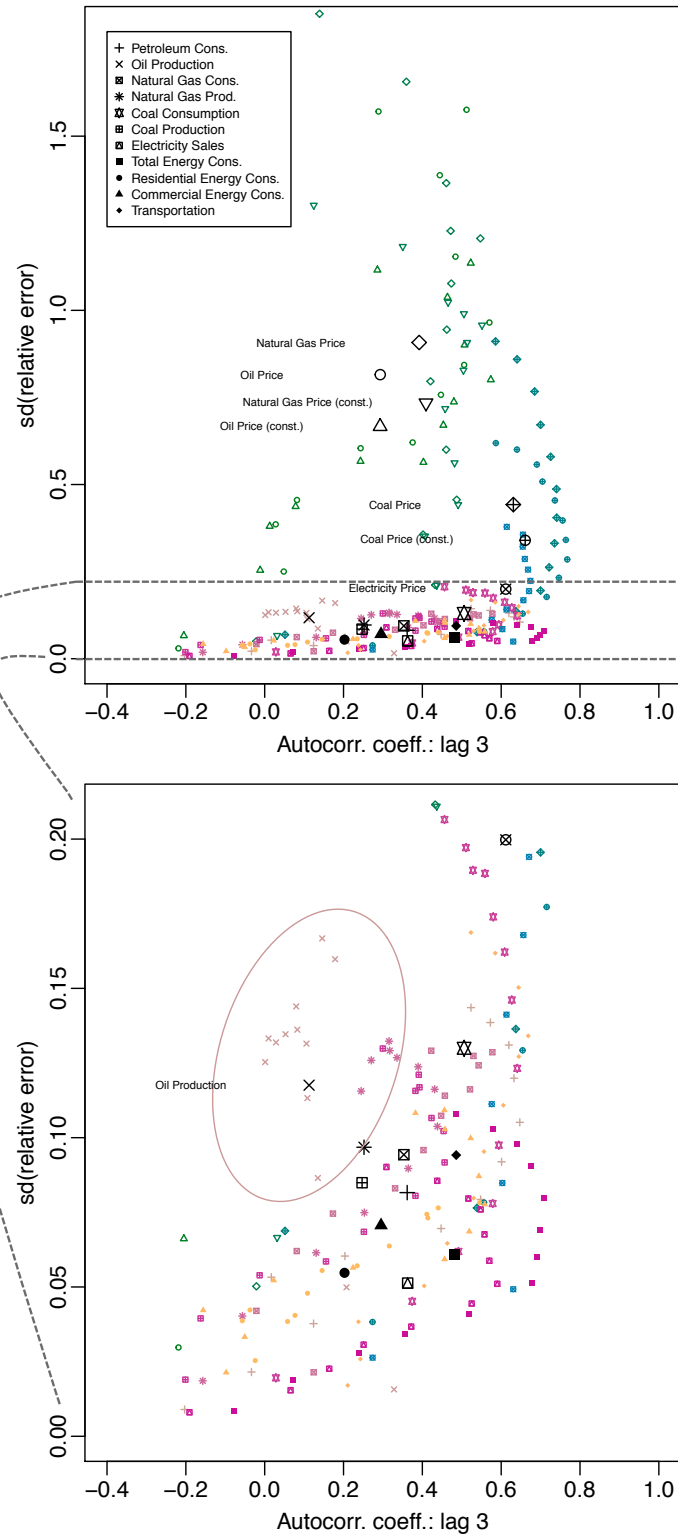 Petroleum Cons.
Oil Production
Natural Gas Cons.
Natural Gas Prod.
Coal Consumption
Coal Production
Electricity Sales
Total Energy Cons.
Residential Energy Cons.
Commercial Energy Cons.
Transportation
sd(relative error)
1.5
1.0
0.5
0.0
Natural Gas Price
Oil Price
Natural Gas Price (const.)
Oil Price (const.)
Coal Price
Coal Price (const.)
Electricity Price
−0.4 −0.2 0.0 0.2 0.4 0.6 0.8 1.0
Autocorr. coeff.: lag 3
sd(relative error)
0.20
0.15
0.10
0.05
0.00
Oil Production
−0.4 −0.2 0.0 0.2 0.4 0.6 0.8 1.0
Autocorr. coeff.: lag 3